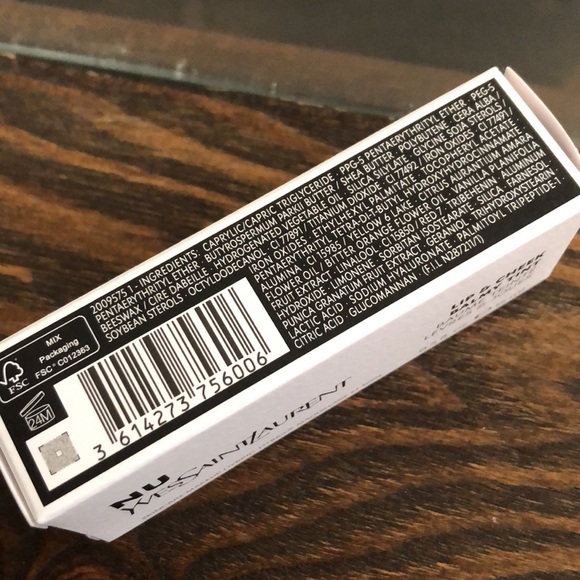 2009575 1 - INGREDIENTS: CAPRYLIC/CAPRIC TRIGLYCERIDE · PPG-5 PENTAERYTHRITYL ETHER, PEG-5
PENTAERYTHRITYL ETHER, BUTYROSPERMUM PARKII BUTTER / SHEA BUTTER · POLYBUTENE · CERA ALBA /
BEESWAX / CIRE DABEILLE · HYDROGENATED VEGETABLE OIL · SILICA SILYLATE · GLYCINE SOJA STEROLS /
SOYBEAN STEROLS · OCTYLDODECANOL · CI 77891 / TITANIUM DIOXIDE · CI 77492, CI 77491 /
IRON OXIDES · ETHYLHEXYL PALMITATE · TOCOPHERYL ACETATE ·
PENTAERYTHRITYL TETRA-DI-T-BUTYL HYDROXYHYDROCINNAMATE ·
ALUMINA · CI 15985 / YELLOW 6 LAKE · CITRUS AURANTIUM AMARA
FLOWER OIL / BITTER ORANGE FLOWER OIL · VANILLA PLANIFOLIA
FRUIT EXTRACT · LINALOOL · CI 15850 / RED 7 · TRIBEHENIN · ALUMINUM
HYDROXIDE · LIMONENE · SORBITAN ISOSTEARATE · SILICA · FARNESOL ·
PUNICA GRANATUM FRUIT EXTRACT · GERANIOL · TRIHYDROXYSTEARIN
· SODIUM HYALURONATE · PALMITOYL TRIPEPTIDE-1
CITRIC ACID · GLUCOMANNAN · (F.I.L N287211/1)
FSC
MIX
Packaging
FSC® C012363
24M
3 614273 756006
NU
YVES SAINT LAURENT
LIP & CHEEK
BALMY TINT